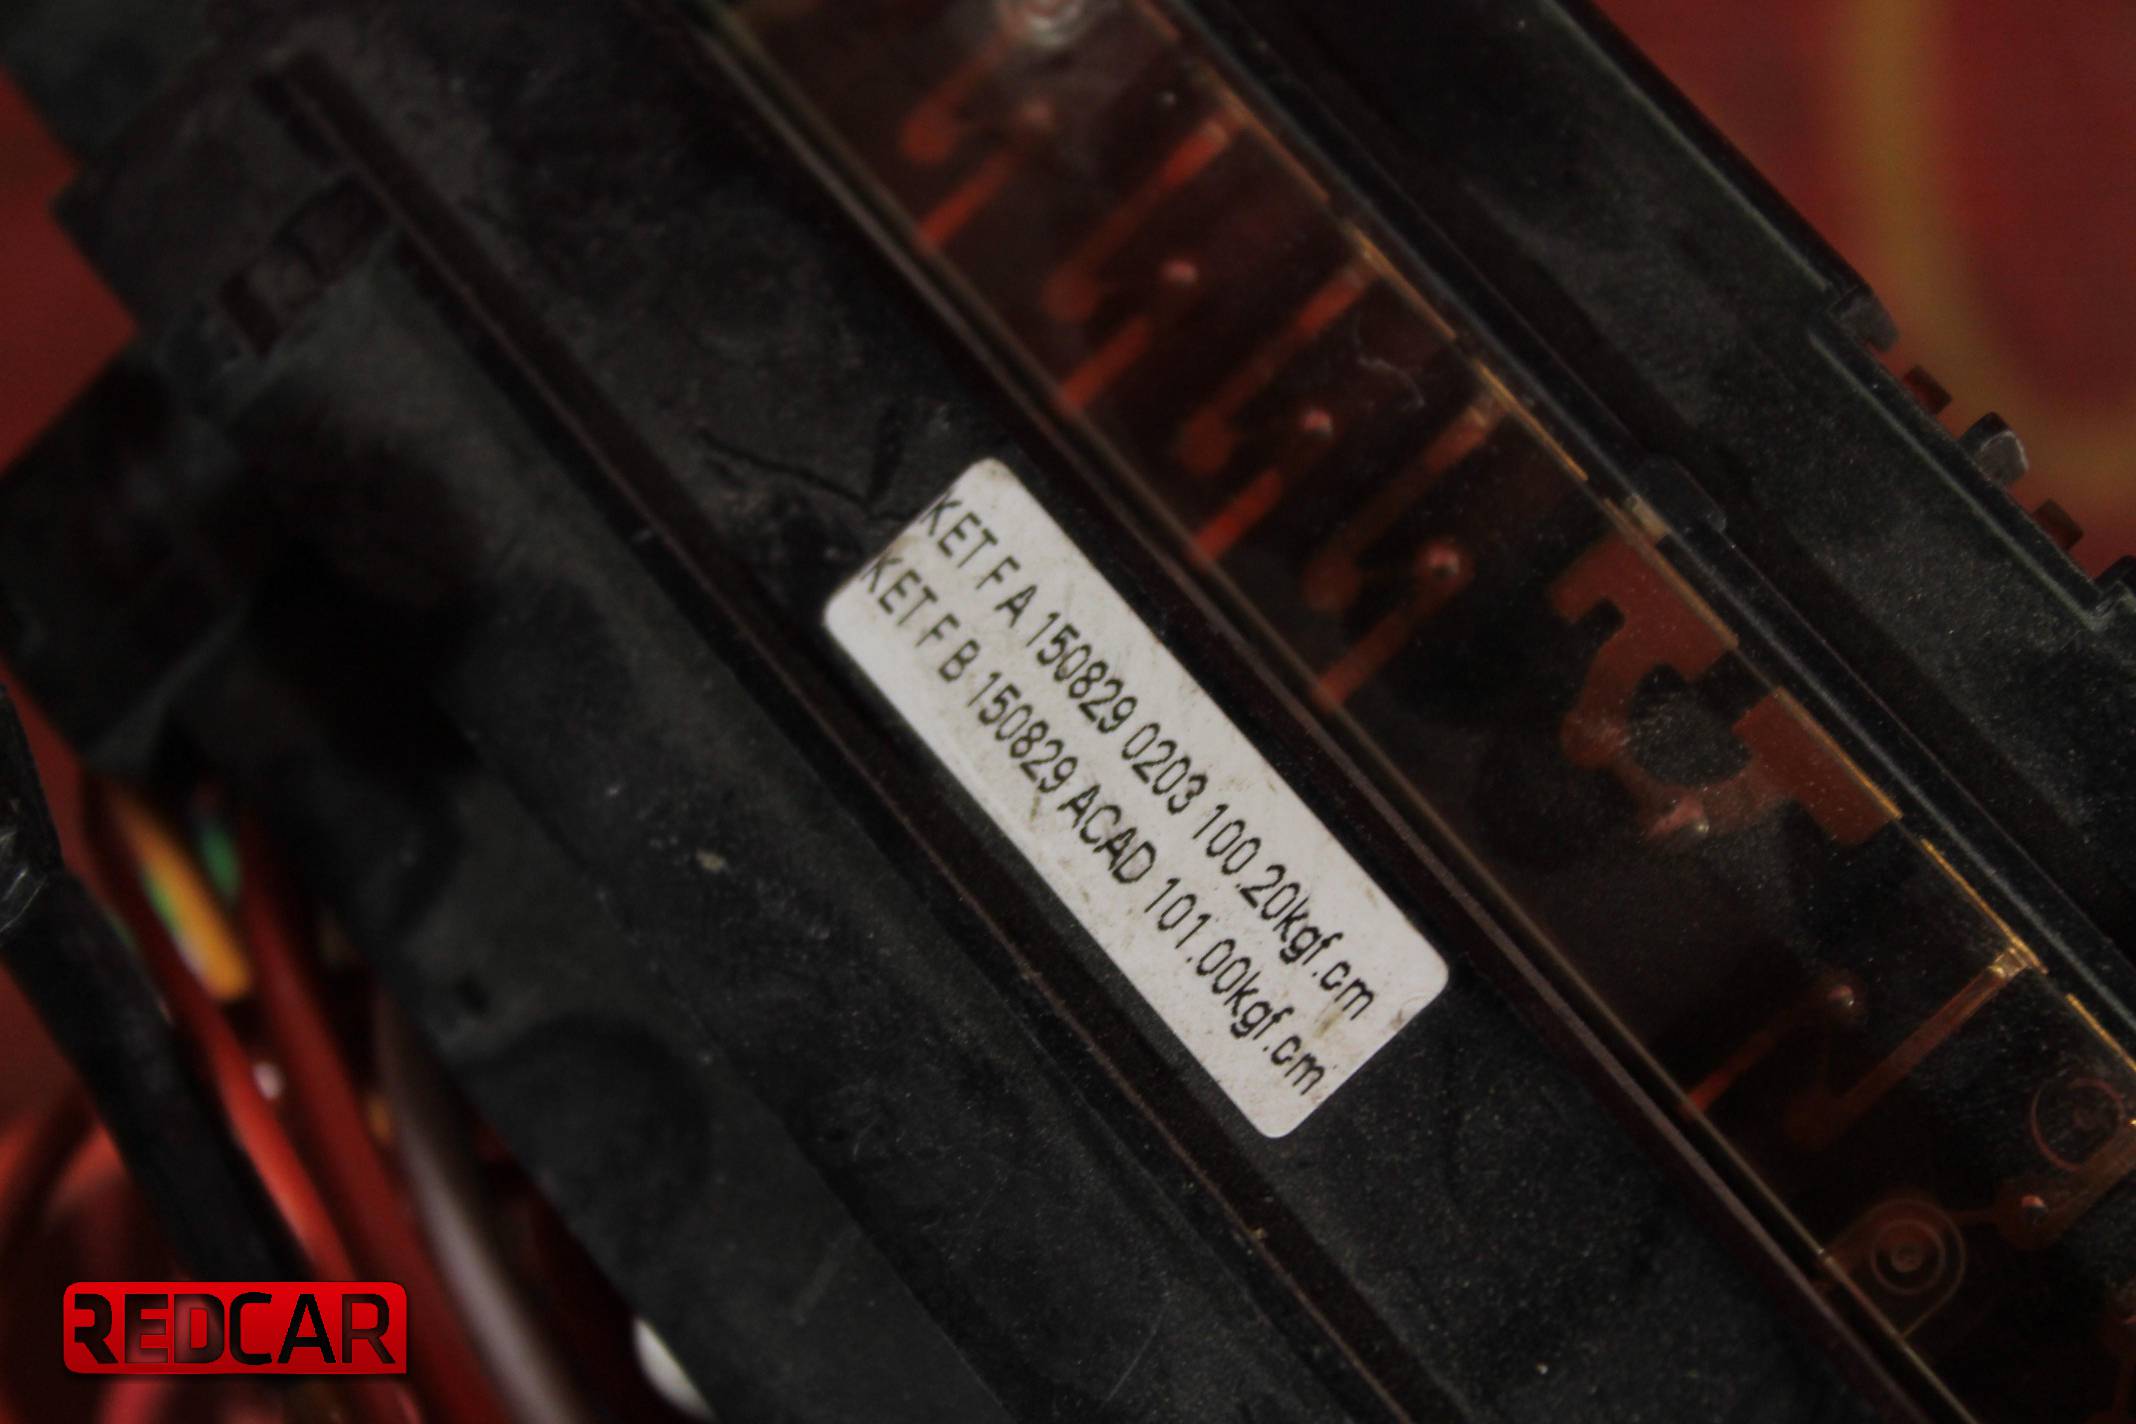 KET F A 150829 0203 100.20kgf.cm
KET F B 150829 ACAD 101.00kgf.cm
REDCAR